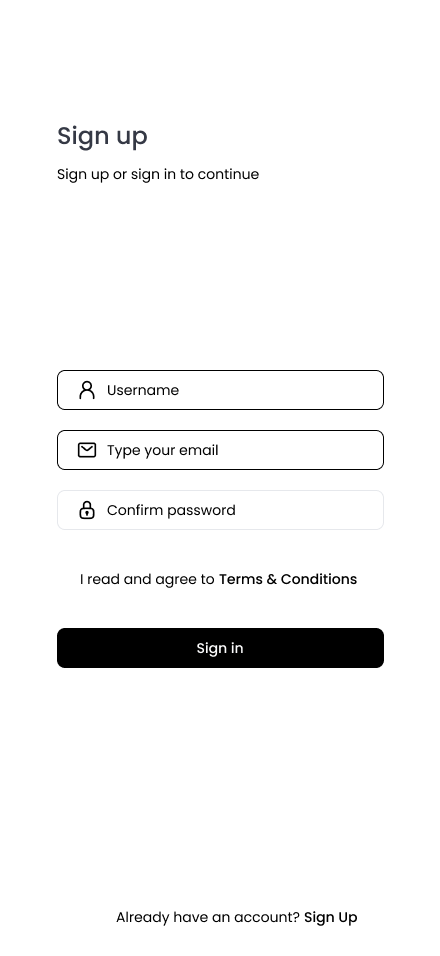 Sign up
Sign up or sign in to continue
Username
Type your email
Confirm password
I read and agree to Terms & Conditions
Sign in
Already have an account? Sign Up